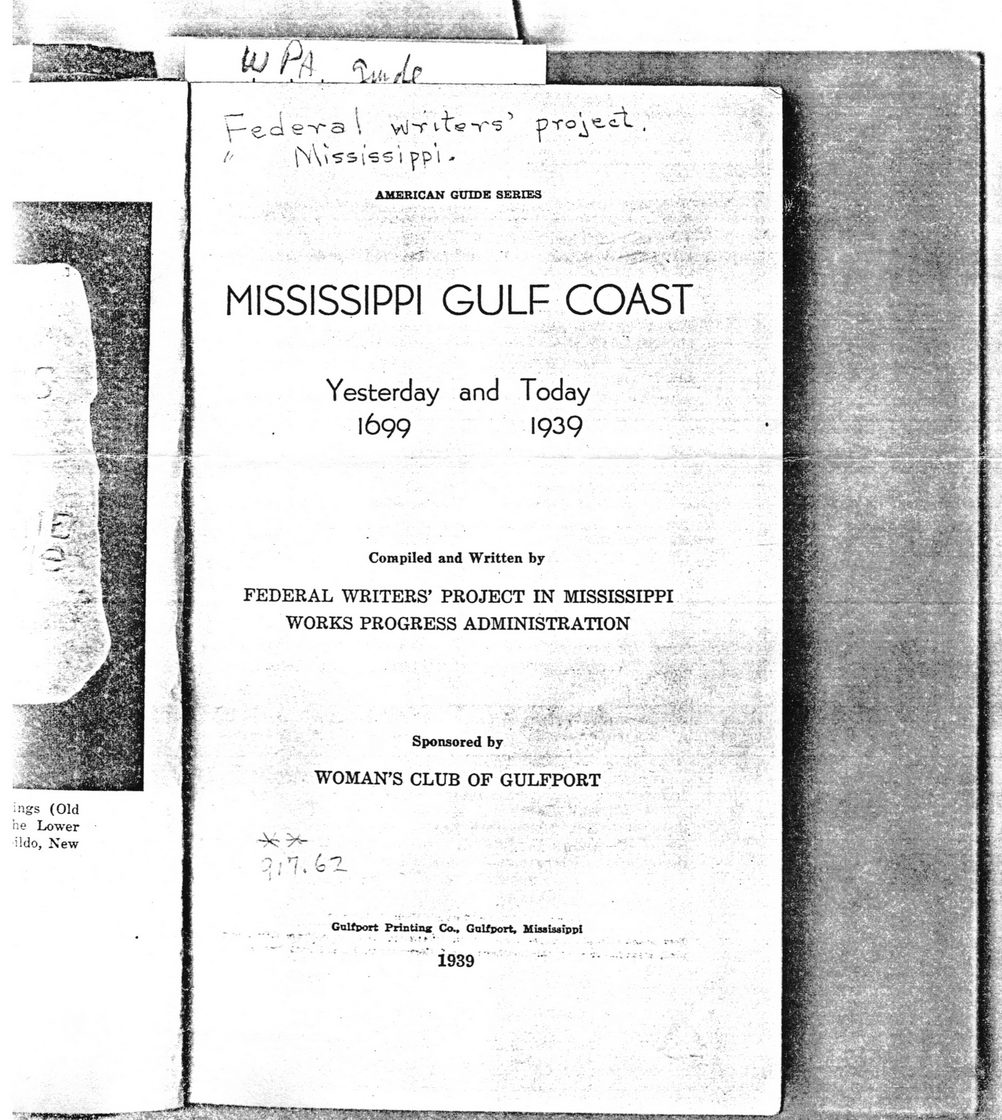 WPA Guide
Federal writers' project.
" Mississippi.
AMERICAN GUIDE SERIES
MISSISSIPPI GULF COAST
Yesterday and Today
1699 1939
Compiled and Written by
FEDERAL WRITERS' PROJECT IN MISSISSIPPI
WORKS PROGRESS ADMINISTRATION
Sponsored by
WOMAN'S CLUB OF GULFPORT
ings (Old
he Lower
ildo, New
**
917.62
Gulfport Printing Co., Gulfport, Mississippi
1939